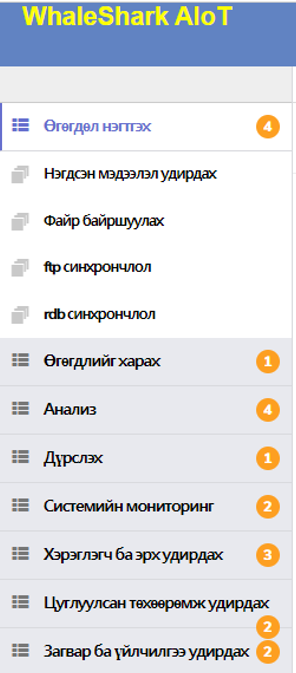 WhaleShark AIoT
Өгөгдөл нэгтгэх 4
Нэгдсэн мэдээлэл удирдах
Файр байршуулах
ftp синхрончлол
rdb синхрончлол
Өгөгдлийг харах 1
Анализ 4
Дүрслэх 1
Системийн мониторинг 2
Хэрэглэгч ба эрх удирдах 3
Цуглуулсан төхөөрөмж удирдах
2
Загвар ба үйлчилгээ удирдах 2